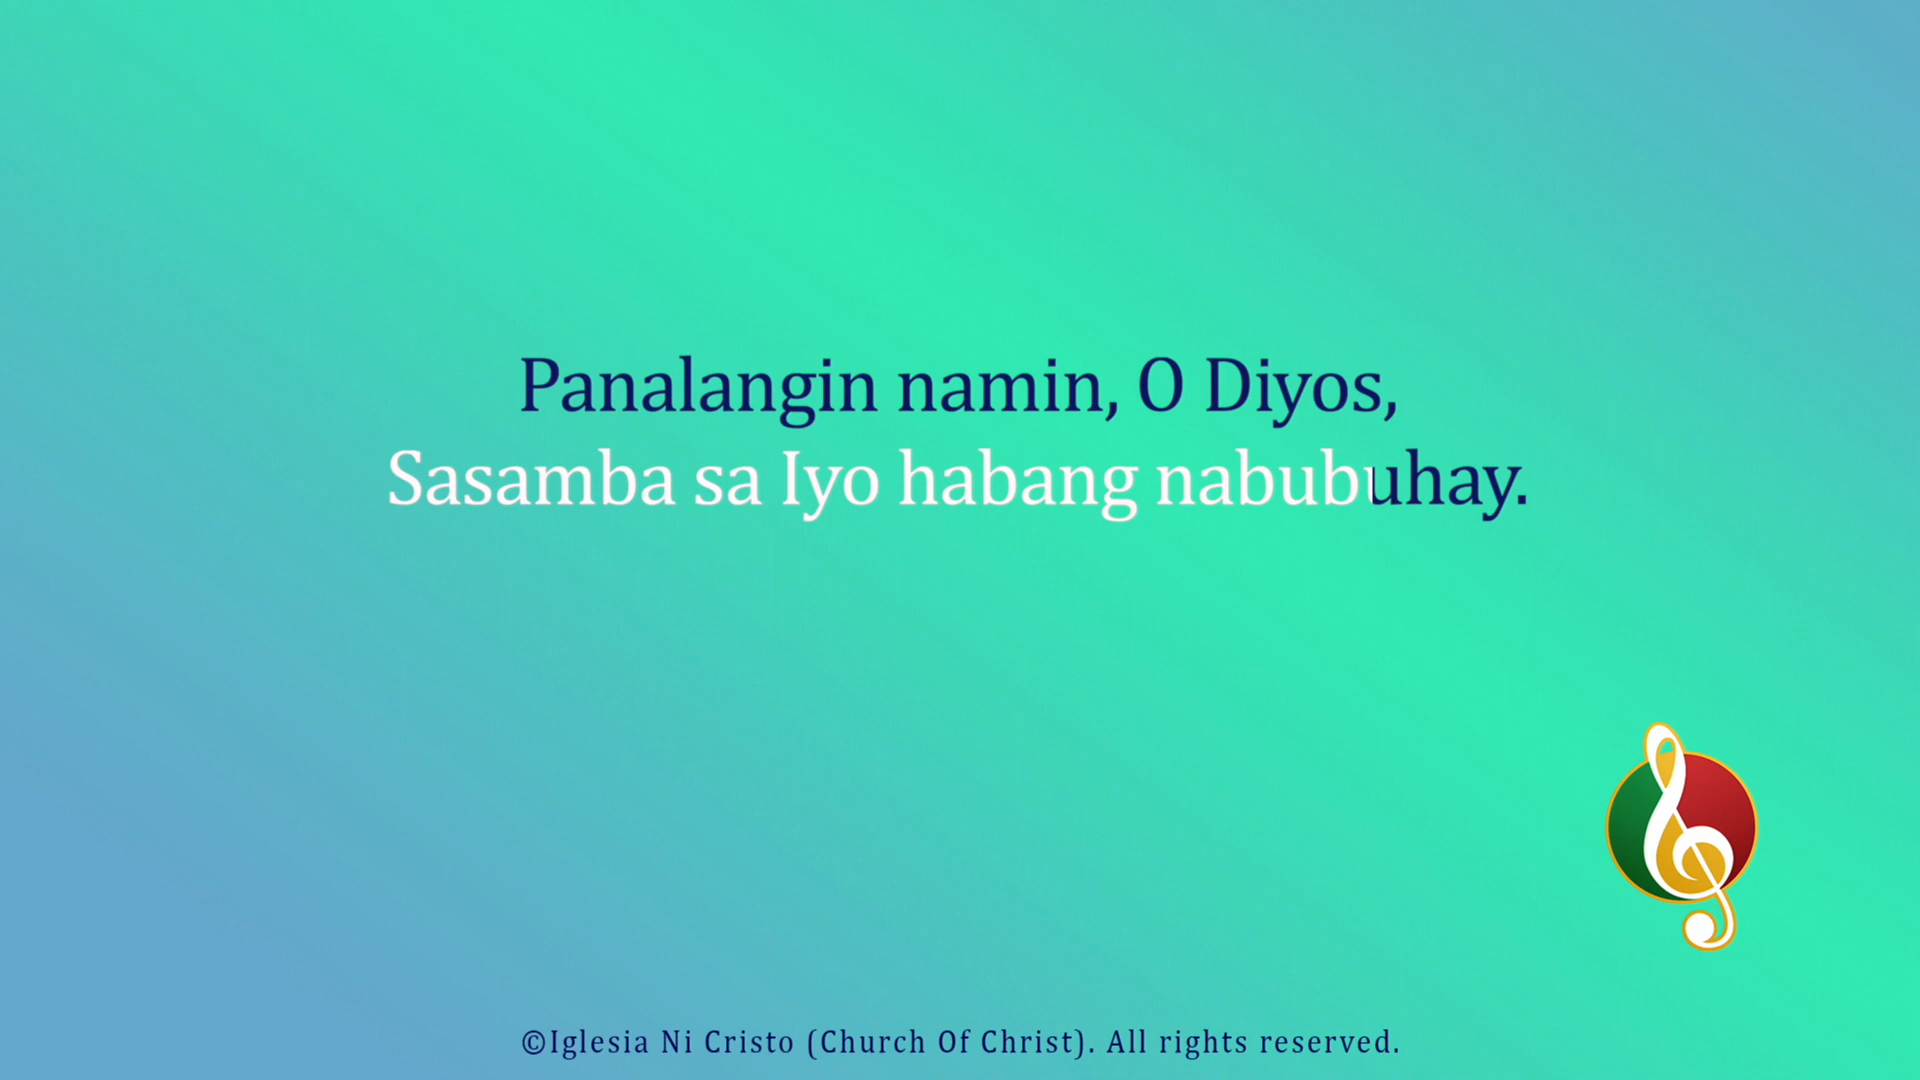 Panalangin namin, O Diyos,
Sasamba sa Iyo habang nabubuhay.
©Iglesia Ni Cristo (Church Of Christ). All rights reserved.